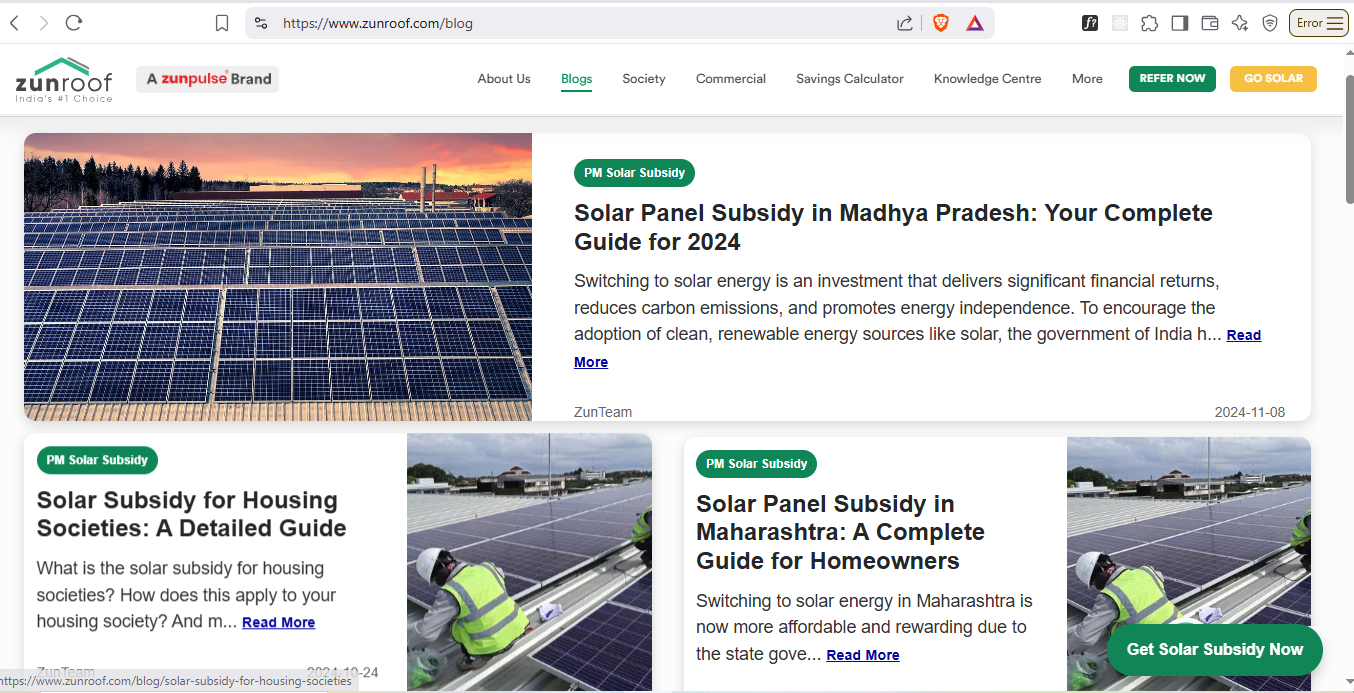 https://www.zunroof.com/blog
Error
zunroof
India's #1 Choice
A zunpulse Brand
About Us
Blogs
Society
Commercial
Savings Calculator
Knowledge Centre
More
REFER NOW
GO SOLAR
PM Solar Subsidy
Solar Panel Subsidy in Madhya Pradesh: Your Complete
Guide for 2024
Switching to solar energy is an investment that delivers significant financial returns,
reduces carbon emissions, and promotes energy independence. To encourage the
adoption of clean, renewable energy sources like solar, the government of India h... Read
More
ZunTeam
2024-11-08
PM Solar Subsidy
Solar Subsidy for Housing
Societies: A Detailed Guide
What is the solar subsidy for housing
societies? How does this apply to your
housing society? And m... Read More
ZunTeam
2024-10-24
PM Solar Subsidy
Solar Panel Subsidy in
Maharashtra: A Complete
Guide for Homeowners
Switching to solar energy in Maharashtra is
now more affordable and rewarding due to
the state gove... Read More
Get Solar Subsidy Now
https://www.zunroof.com/blog/solar-subsidy-for-housing-societies